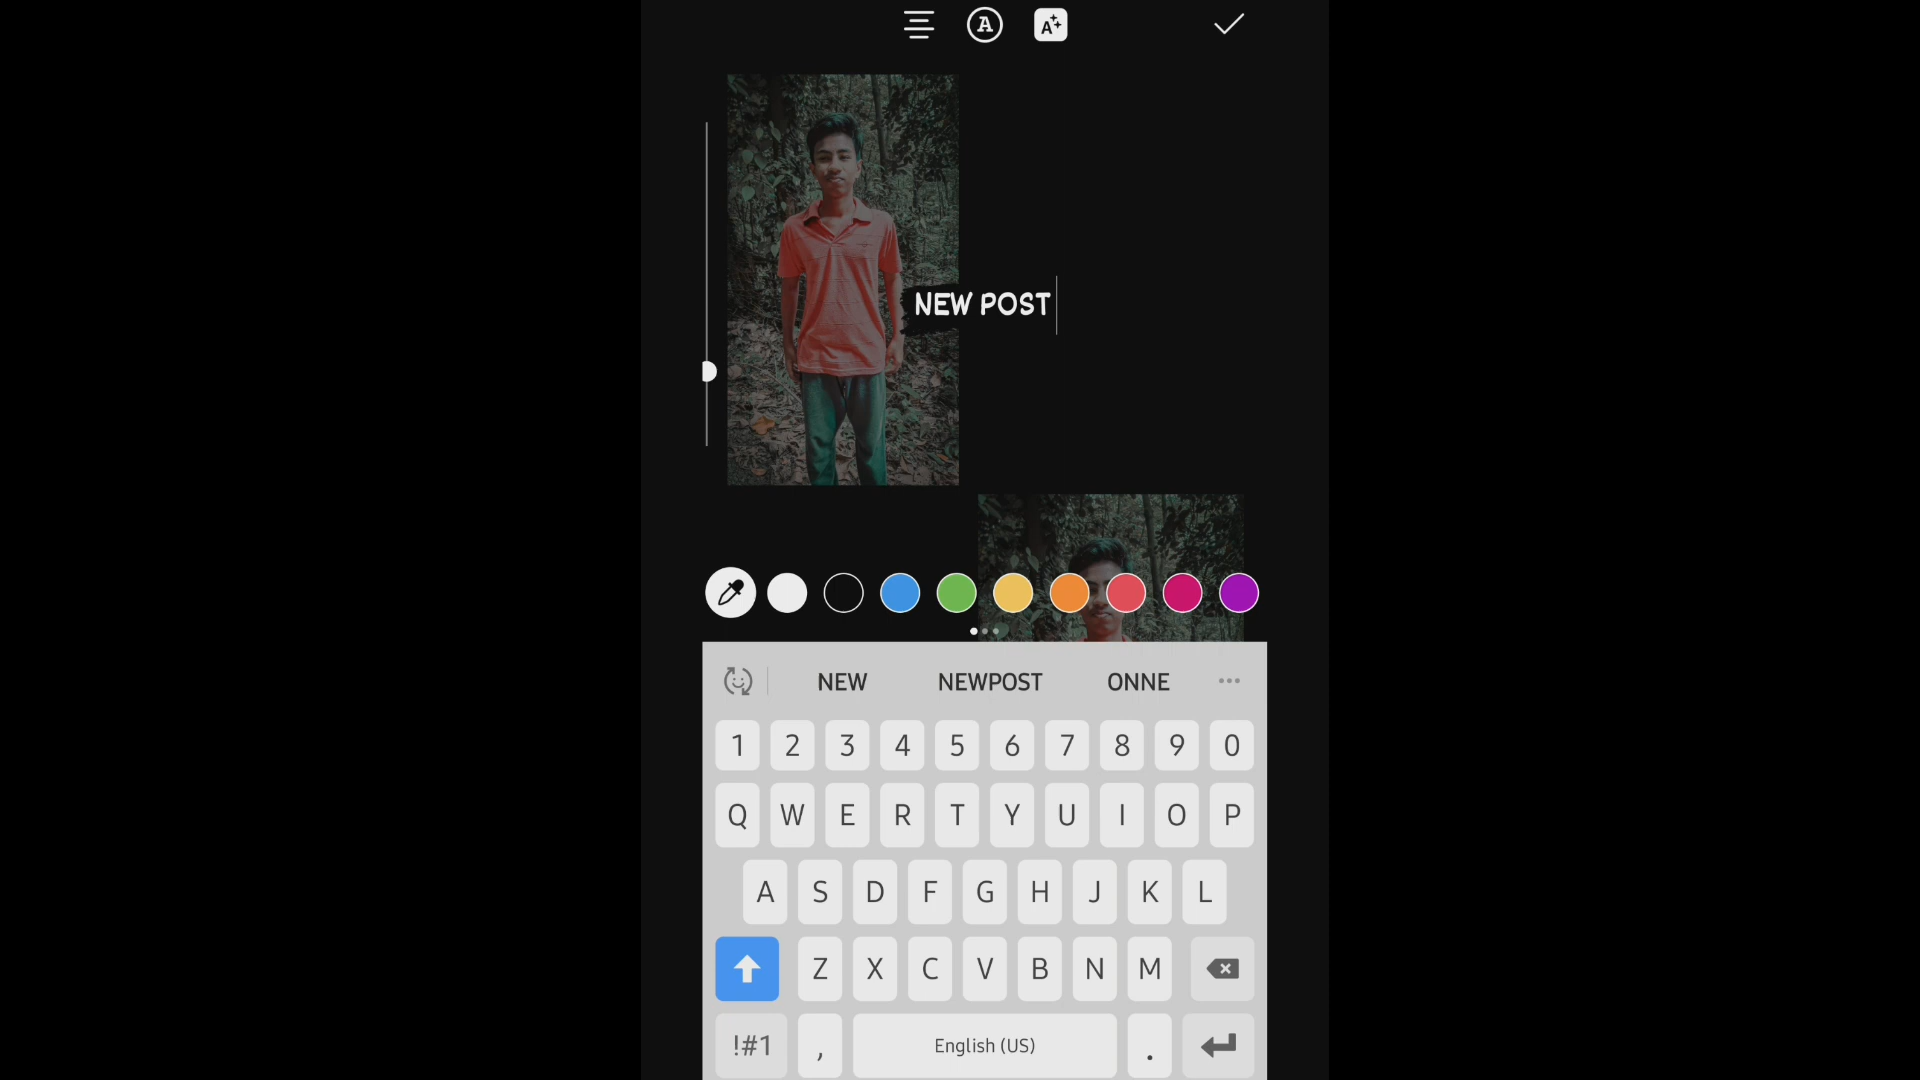 A A
NEW POST
NEW NEWPOST ONNE
1 2 3 4 5 6 7 8 9 0
Q W E R T Y U I O P
A S D F G H J K L
Z X C V B N M
!#1 , English (US) .